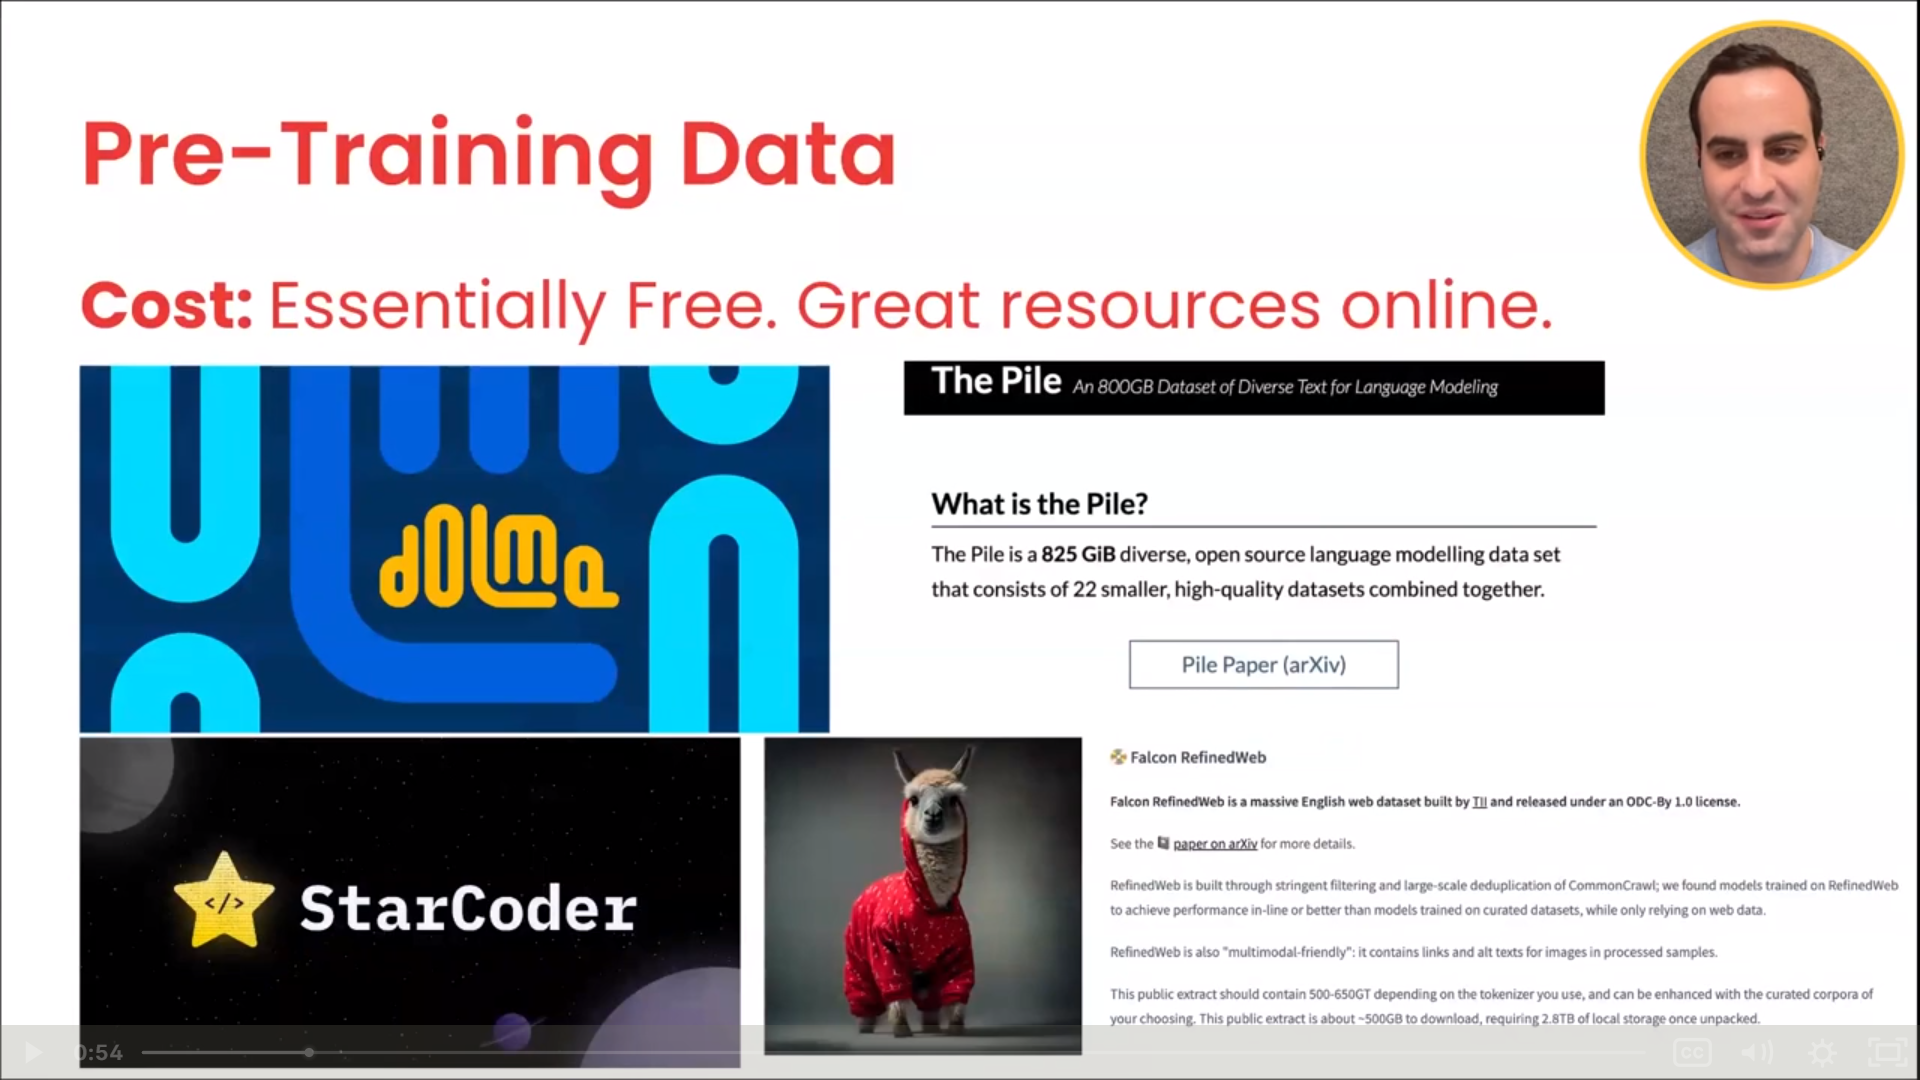 Pre-Training Data
Cost: Essentially Free. Great resources online.
dolma
The Pile An 800GB Dataset of Diverse Text for Language Modeling
What is the Pile?
The Pile is a 825 GiB diverse, open source language modelling data set
that consists of 22 smaller, high-quality datasets combined together.
Pile Paper (arXiv)
</> StarCoder
Falcon RefinedWeb
Falcon RefinedWeb is a massive English web dataset built by TII and released under an ODC-By 1.0 license.
See the paper on arXiv for more details.
RefinedWeb is built through stringent filtering and large-scale deduplication of CommonCrawl; we found models trained on RefinedWeb
to achieve performance in-line or better than models trained on curated datasets, while only relying on web data.
RefinedWeb is also "multimodal-friendly": it contains links and alt texts for images in processed samples.
This public extract should contain 500-650GT depending on the tokenizer you use, and can be enhanced with the curated corpora of
your choosing. This public extract is about ~500GB to download, requiring 2.8TB of local storage once unpacked.
0:54
CC